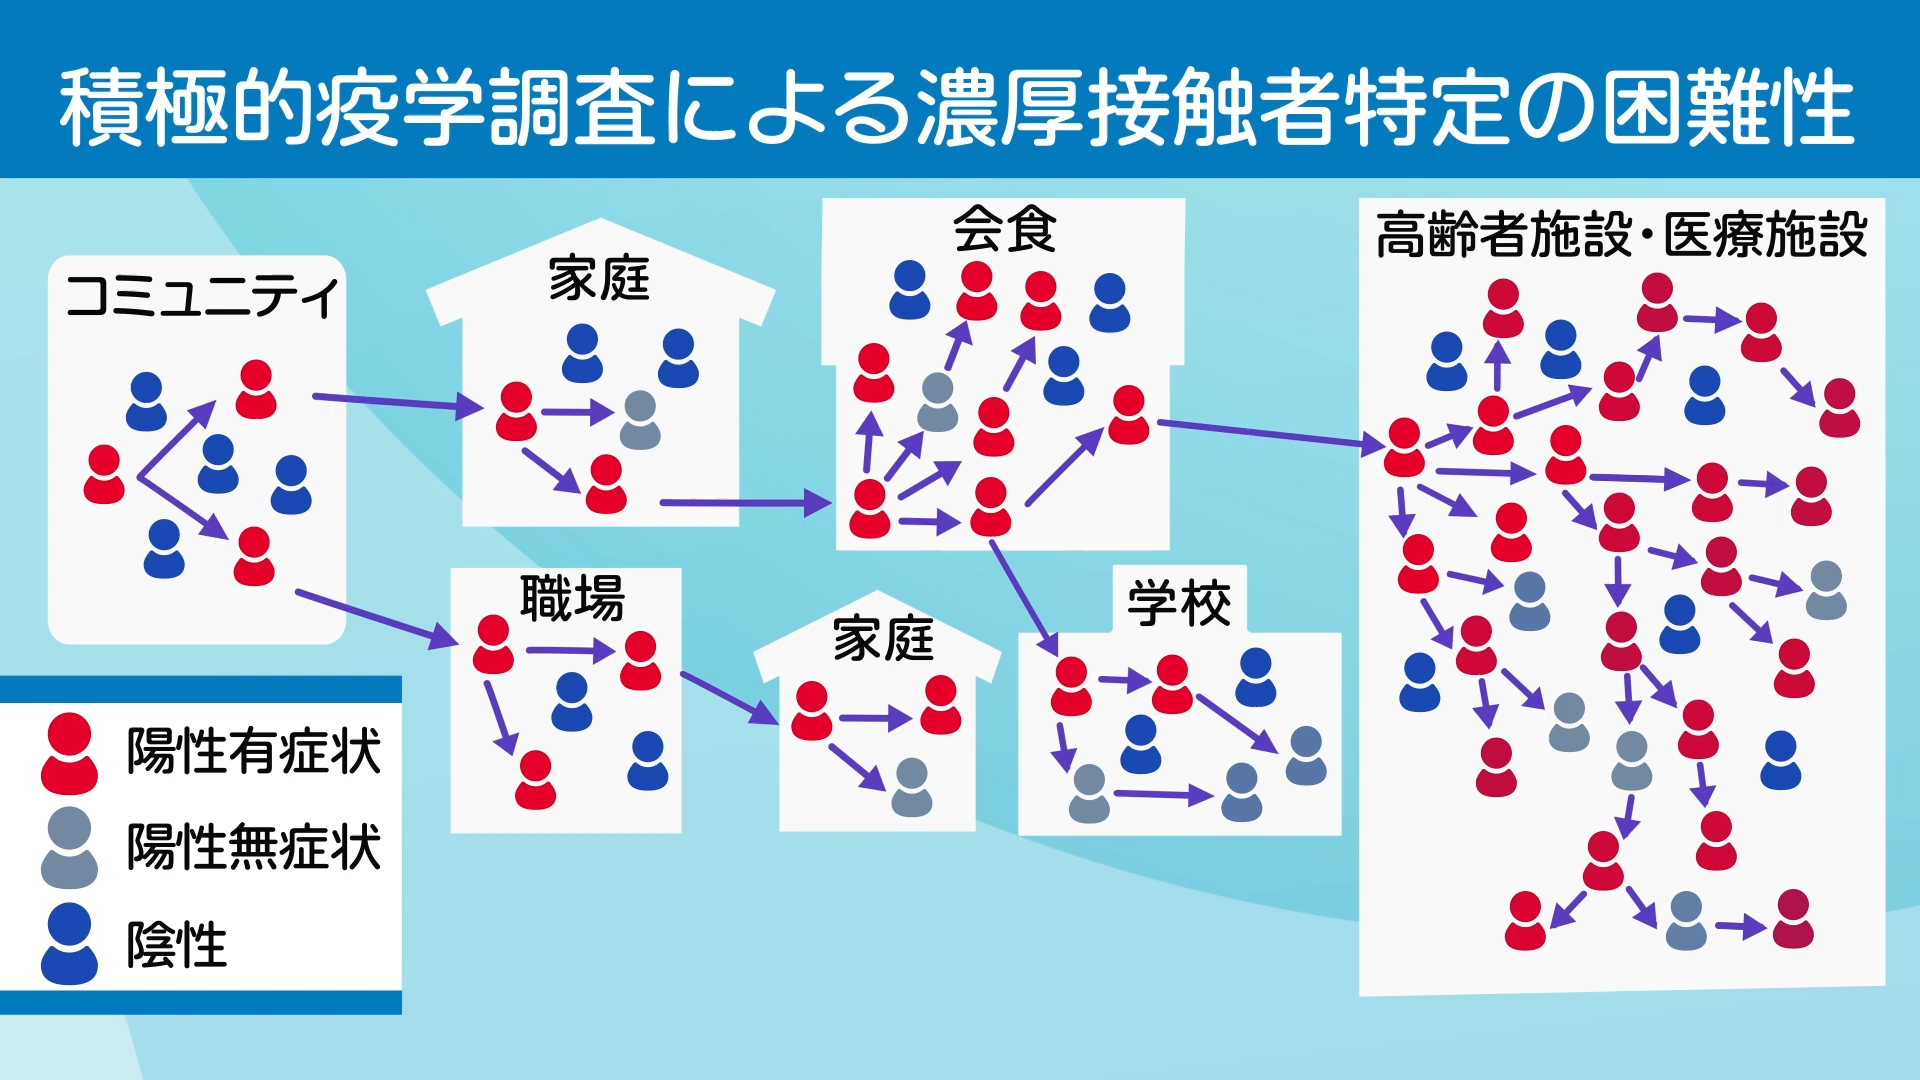 積極的疫学調査による濃厚接触者特定の困難性
コミュニティ
家庭
会食
高齢者施設・医療施設
職場
家庭
学校
陽性有症状
陽性無症状
陰性